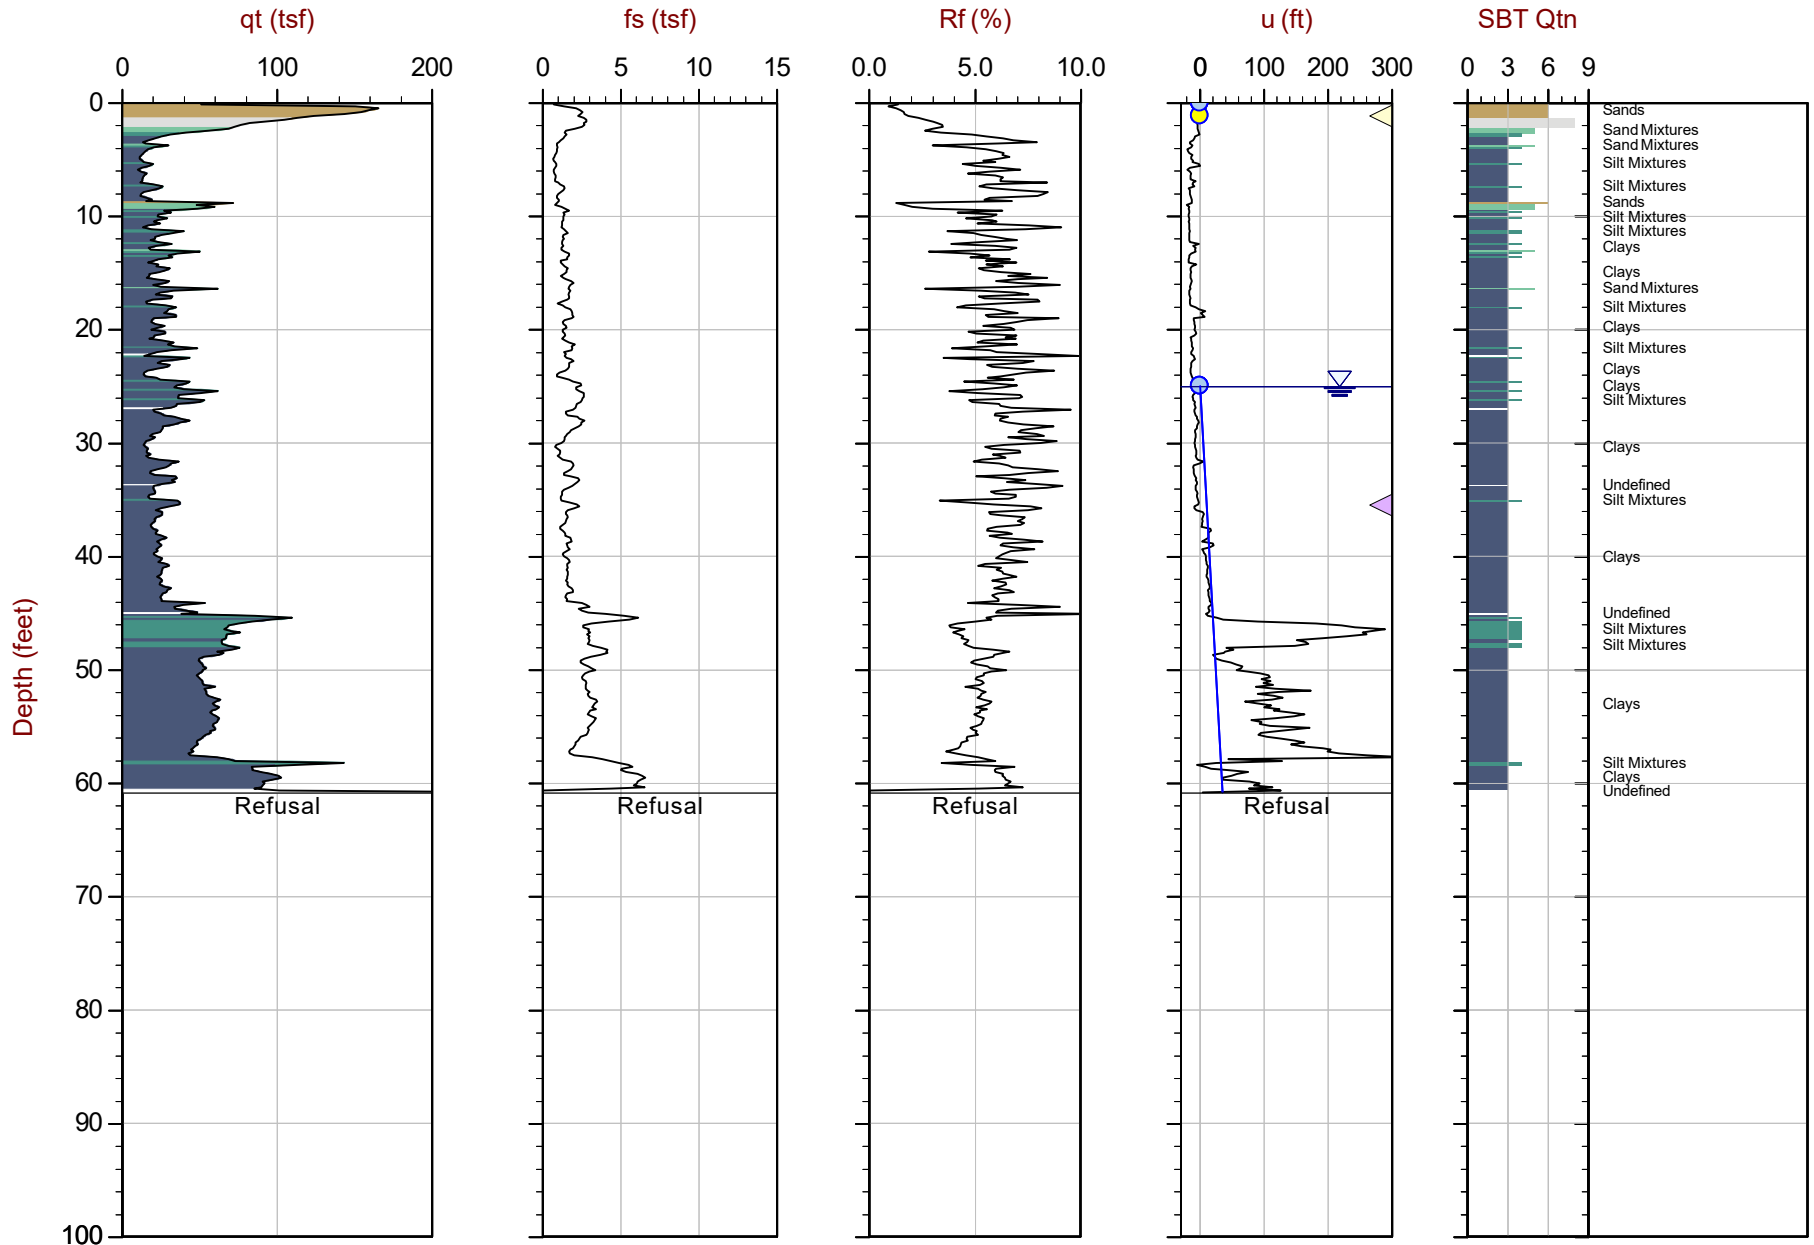 qt (tsf) fs (tsf) Rf (%) u (ft) SBT Qtn
0 100 200 0 5 10 15 0.0 5.0 10.0 0 100 200 300 0 3 6 9
0
10
20
30
40
50
60
70
80
90
100
Depth (feet)
Sands
Sand Mixtures
Sand Mixtures
Silt Mixtures
Silt Mixtures
Sands
Silt Mixtures
Silt Mixtures
Clays
Clays
Sand Mixtures
Silt Mixtures
Clays
Silt Mixtures
Clays
Clays
Silt Mixtures
Clays
Undefined
Silt Mixtures
Clays
Undefined
Silt Mixtures
Silt Mixtures
Clays
Silt Mixtures
Clays
Undefined
Refusal Refusal Refusal Refusal